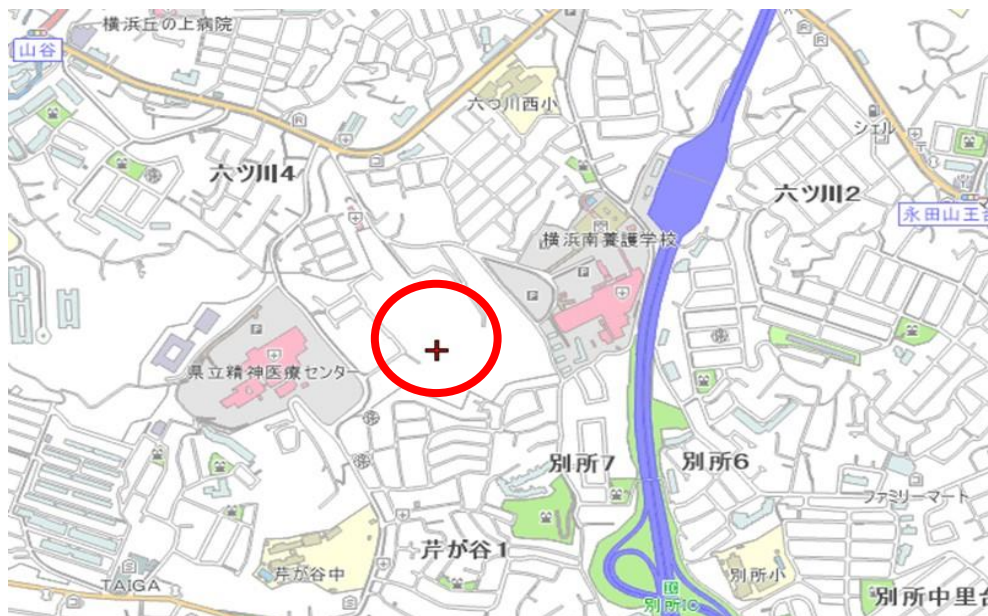 横浜丘の上病院
山谷
六つ川西小
シェル
六ツ川4
六ツ川2
永田山王台
横浜南養護学校
県立精神医療センター
別所7
別所6
ファミリーマート
芹が谷1
芹が谷中
TAIGA
別所小
別所IC
別所中里台
P
P
P
P